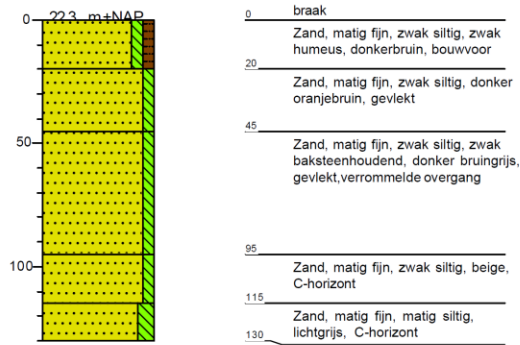 22.3 m+NAP
0
50
100
braak
0
Zand, matig fijn, zwak siltig, zwak
humeus, donkerbruin, bouwvoor
20
Zand, matig fijn, zwak siltig, donker
oranjebruin, gevlekt
45
Zand, matig fijn, zwak siltig, zwak
baksteenhoudend, donker bruingrijs,
gevlekt,verrommelde overgang
95
Zand, matig fijn, zwak siltig, beige,
C-horizont
115
Zand, matig fijn, matig siltig,
lichtgrijs, C-horizont
130